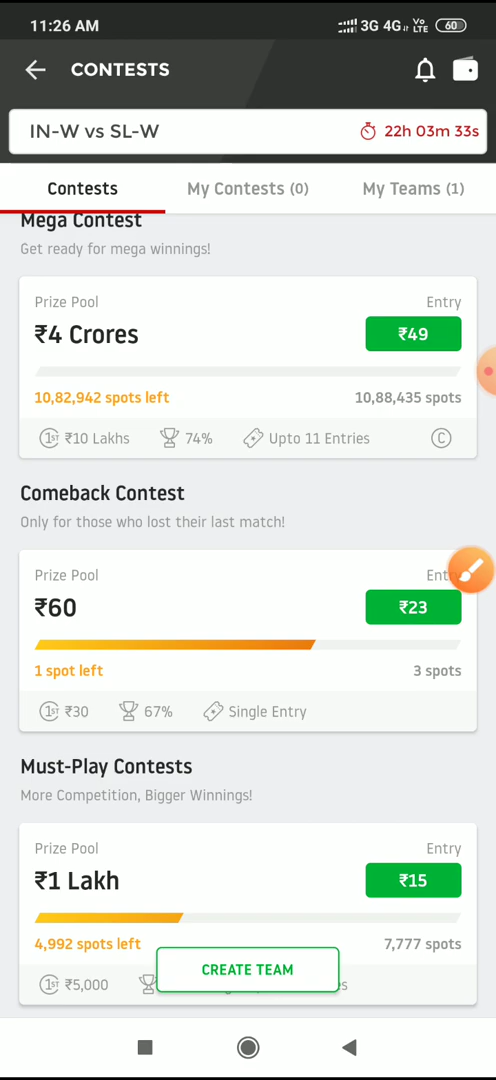 11:26 AM 3G 4G Vo LTE 60
CONTESTS
IN-W vs SL-W 22h 03m 33s
Contests My Contests (0) My Teams (1)
Mega Contest
Get ready for mega winnings!
Prize Pool Entry
₹4 Crores ₹49
10,82,942 spots left 10,88,435 spots
1ST ₹10 Lakhs 74% Upto 11 Entries C
Comeback Contest
Only for those who lost their last match!
Prize Pool
₹60 ₹23
1 spot left 3 spots
1ST ₹30 67% Single Entry
Must-Play Contests
More Competition, Bigger Winnings!
Prize Pool Entry
₹1 Lakh ₹15
4,992 spots left 7,777 spots
CREATE TEAM
1ST ₹5,000